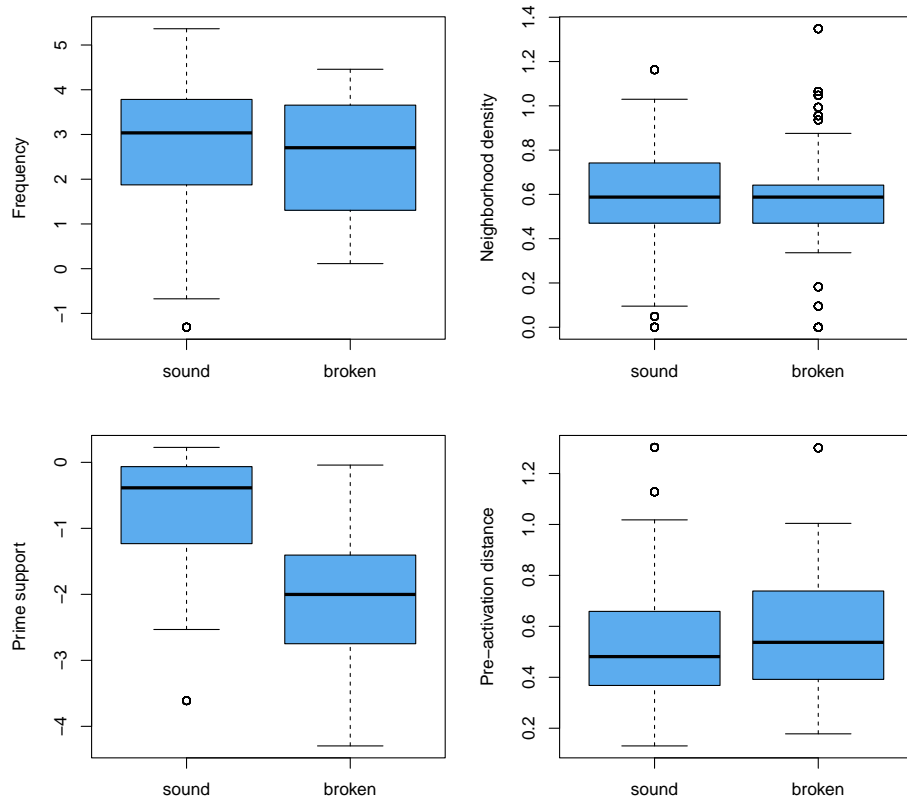 Frequency
−1 0 1 2 3 4 5
sound broken
Neighborhood density
0.0 0.2 0.4 0.6 0.8 1.0 1.2 1.4
sound broken
Prime support
−4 −3 −2 −1 0
sound broken
Pre−activation distance
0.2 0.4 0.6 0.8 1.0 1.2
sound broken